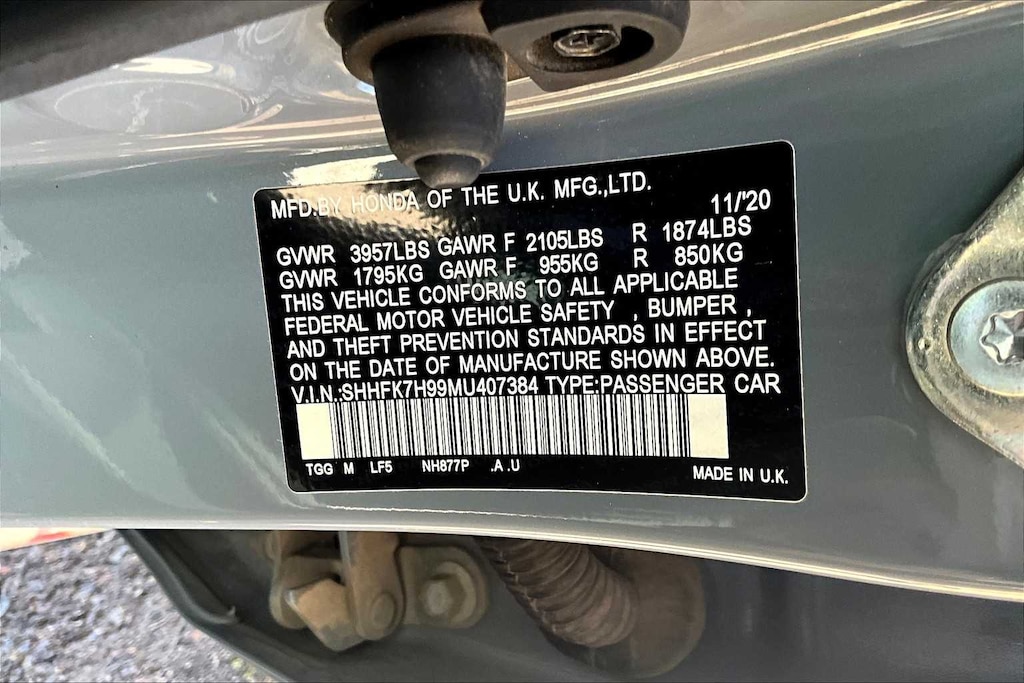 MFD.BY HONDA OF THE U.K. MFG.,LTD.
11/'20
GVWR 3957LBS GAWR F 2105LBS R 1874LBS
GVWR 1795KG GAWR F 955KG R 850KG
THIS VEHICLE CONFORMS TO ALL APPLICABLE
FEDERAL MOTOR VEHICLE SAFETY , BUMPER ,
AND THEFT PREVENTION STANDARDS IN EFFECT
ON THE DATE OF MANUFACTURE SHOWN ABOVE.
V.I.N.:SHHFK7H99MU407384 TYPE:PASSENGER CAR
TGG M LF5 NH877P .A .U
MADE IN U.K.